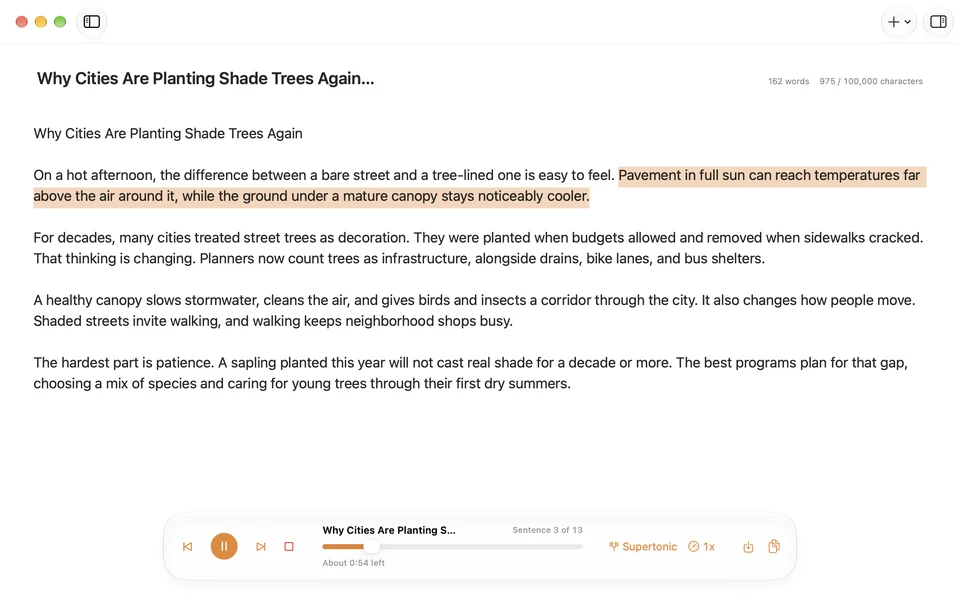 Why Cities Are Planting Shade Trees Again...
162 words 975 / 100,000 characters
Why Cities Are Planting Shade Trees Again
On a hot afternoon, the difference between a bare street and a tree-lined one is easy to feel. Pavement in full sun can reach temperatures far
above the air around it, while the ground under a mature canopy stays noticeably cooler.
For decades, many cities treated street trees as decoration. They were planted when budgets allowed and removed when sidewalks cracked.
That thinking is changing. Planners now count trees as infrastructure, alongside drains, bike lanes, and bus shelters.
A healthy canopy slows stormwater, cleans the air, and gives birds and insects a corridor through the city. It also changes how people move.
Shaded streets invite walking, and walking keeps neighborhood shops busy.
The hardest part is patience. A sapling planted this year will not cast real shade for a decade or more. The best programs plan for that gap,
choosing a mix of species and caring for young trees through their first dry summers.
Why Cities Are Planting S... Sentence 3 of 13
Supertonic 1x
About 0:54 left